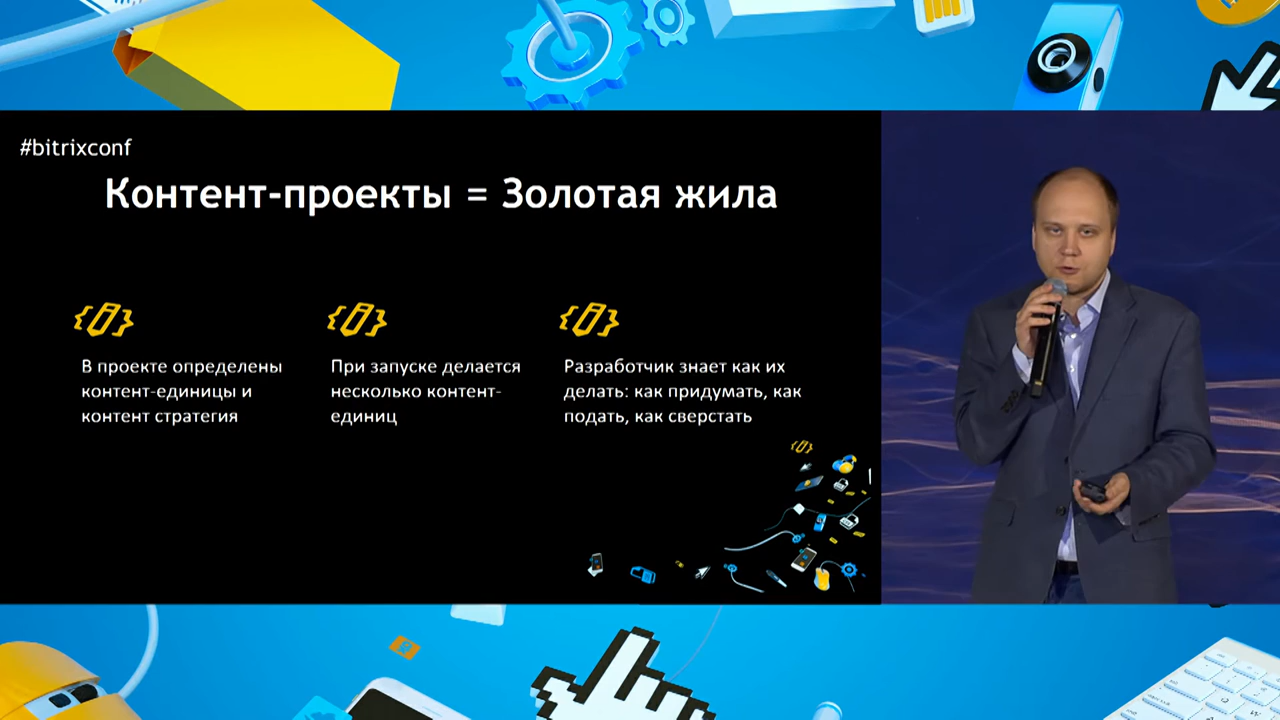 #bitrixconf
Контент-проекты = Золотая жила
В проекте определены
контент-единицы и
контент стратегия
При запуске делается
несколько контент-
единиц
Разработчик знает как их
делать: как придумать, как
подать, как сверстать